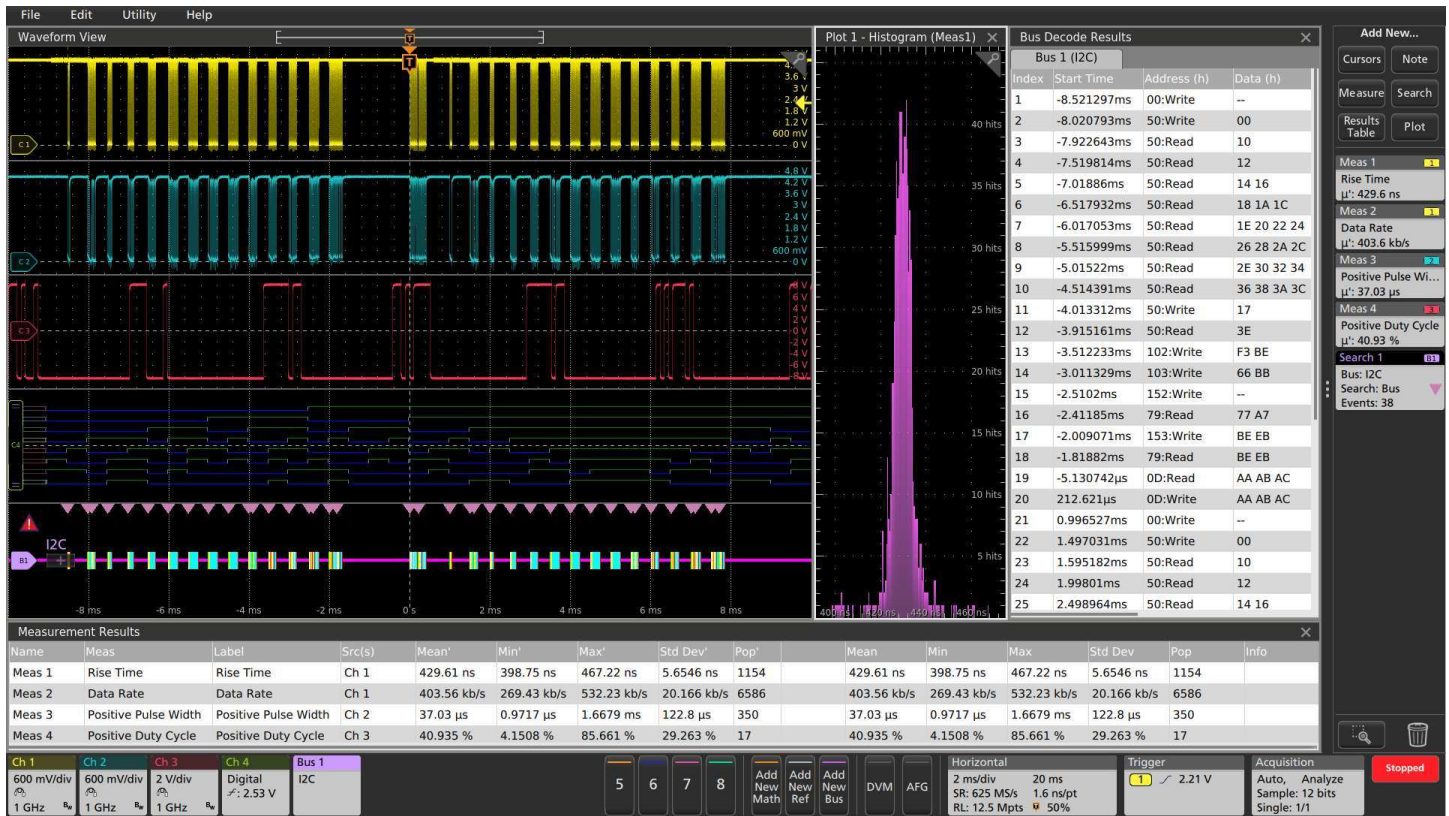 File Edit Utility Help
Waveform View
Plot 1 - Histogram (Meas1)
Bus Decode Results
Add New...
Cursors Note
Measure Search
Results Table Plot
T
T
3.6 V
3 V
1.8 V
1.2 V
600 mV
0 V
C1
4.8 V
4.2 V
3.6 V
3 V
2.4 V
1.8 V
1.2 V
600 mV
0 V
C2
6 V
4 V
2 V
0 V
-2 V
-4 V
-6 V
-8 V
C3
C4
I2C
B1
-8 ms -6 ms -4 ms -2 ms 0 s 2 ms 4 ms 6 ms 8 ms
40 hits
35 hits
30 hits
25 hits
20 hits
15 hits
10 hits
5 hits
400 ns 420 ns 440 ns 460 ns
Bus 1 (I2C)
Index Start Time Address (h) Data (h)
1 -8.521297ms 00:Write --
2 -8.020793ms 50:Write 00
3 -7.922643ms 50:Read 10
4 -7.519814ms 50:Read 12
5 -7.01886ms 50:Read 14 16
6 -6.517932ms 50:Read 18 1A 1C
7 -6.017053ms 50:Read 1E 20 22 24
8 -5.515999ms 50:Read 26 28 2A 2C
9 -5.01522ms 50:Read 2E 30 32 34
10 -4.514391ms 50:Read 36 38 3A 3C
11 -4.013312ms 50:Write 17
12 -3.915161ms 50:Read 3E
13 -3.512233ms 102:Write F3 BE
14 -3.011329ms 103:Write 66 BB
15 -2.5102ms 152:Write --
16 -2.41185ms 79:Read 77 A7
17 -2.009071ms 153:Write BE EB
18 -1.81882ms 79:Read BE EB
19 -5.130742µs 0D:Read AA AB AC
20 212.621µs 0D:Write AA AB AC
21 0.996527ms 00:Write --
22 1.497031ms 50:Write 00
23 1.595182ms 50:Read 10
24 1.99801ms 50:Read 12
25 2.498964ms 50:Read 14 16
Meas 1 1
Rise Time
µ': 429.6 ns
Meas 2 1
Data Rate
µ': 403.6 kb/s
Meas 3 2
Positive Pulse Wi...
µ': 37.03 µs
Meas 4 3
Positive Duty Cycle
µ': 40.93 %
Search 1 B1
Bus: I2C
Search: Bus
Events: 38
Measurement Results
Name Meas Label Src(s) Mean' Min' Max' Std Dev' Pop' Mean Min Max Std Dev Pop Info
Meas 1 Rise Time Rise Time Ch 1 429.61 ns 398.75 ns 467.22 ns 5.6546 ns 1154 429.61 ns 398.75 ns 467.22 ns 5.6546 ns 1154
Meas 2 Data Rate Data Rate Ch 1 403.56 kb/s 269.43 kb/s 532.23 kb/s 20.166 kb/s 6586 403.56 kb/s 269.43 kb/s 532.23 kb/s 20.166 kb/s 6586
Meas 3 Positive Pulse Width Positive Pulse Width Ch 2 37.03 µs 0.9717 µs 1.6679 ms 122.8 µs 350 37.03 µs 0.9717 µs 1.6679 ms 122.8 µs 350
Meas 4 Positive Duty Cycle Positive Duty Cycle Ch 3 40.935 % 4.1508 % 85.661 % 29.263 % 17 40.935 % 4.1508 % 85.661 % 29.263 % 17
Ch 1
600 mV/div
1 GHz Bw
Ch 2
600 mV/div
1 GHz Bw
Ch 3
2 V/div
1 GHz Bw
Ch 4
Digital
: 2.53 V
Bus 1
I2C
5 6 7 8
Add New Math
Add New Ref
Add New Bus
DVM
AFG
Horizontal
2 ms/div 20 ms
SR: 625 MS/s 1.6 ns/pt
RL: 12.5 Mpts 50%
Trigger
1 2.21 V
Acquisition
Auto, Analyze
Sample: 12 bits
Single: 1/1
Stopped